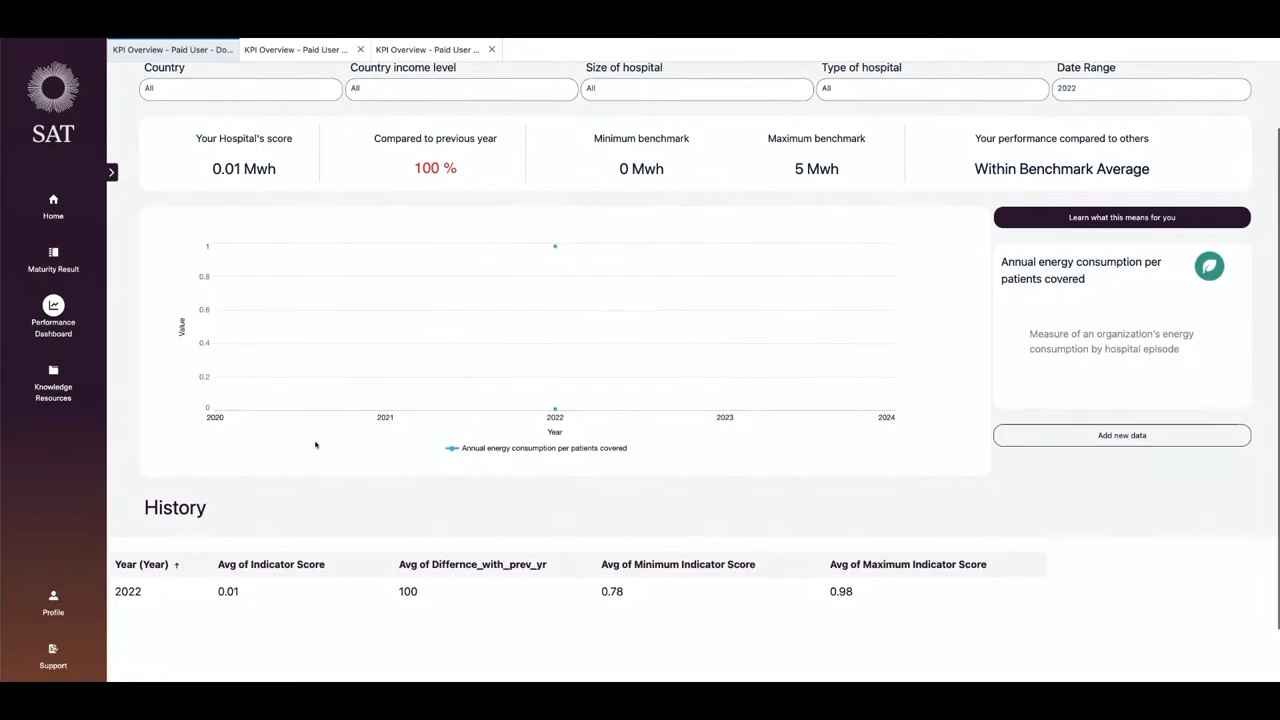 KPI Overview - Paid User - Do...
KPI Overview - Paid User ...
KPI Overview - Paid User ...
SAT
Home
Maturity Result
Performance
Dashboard
Knowledge
Resources
Profile
Support
Country
Country income level
Size of hospital
Type of hospital
Date Range
All
All
All
All
2022
Your Hospital's score
Compared to previous year
Minimum benchmark
Maximum benchmark
Your performance compared to others
0.01 Mwh
100 %
0 Mwh
5 Mwh
Within Benchmark Average
Value
1
0.8
0.6
0.4
0.2
0
2020
2021
2022
2023
2024
Year
Annual energy consumption per patients covered
Learn what this means for you
Annual energy consumption per
patients covered
Measure of an organization's energy
consumption by hospital episode
Add new data
History
Year (Year)
Avg of Indicator Score
Avg of Differnce_with_prev_yr
Avg of Minimum Indicator Score
Avg of Maximum Indicator Score
2022
0.01
100
0.78
0.98